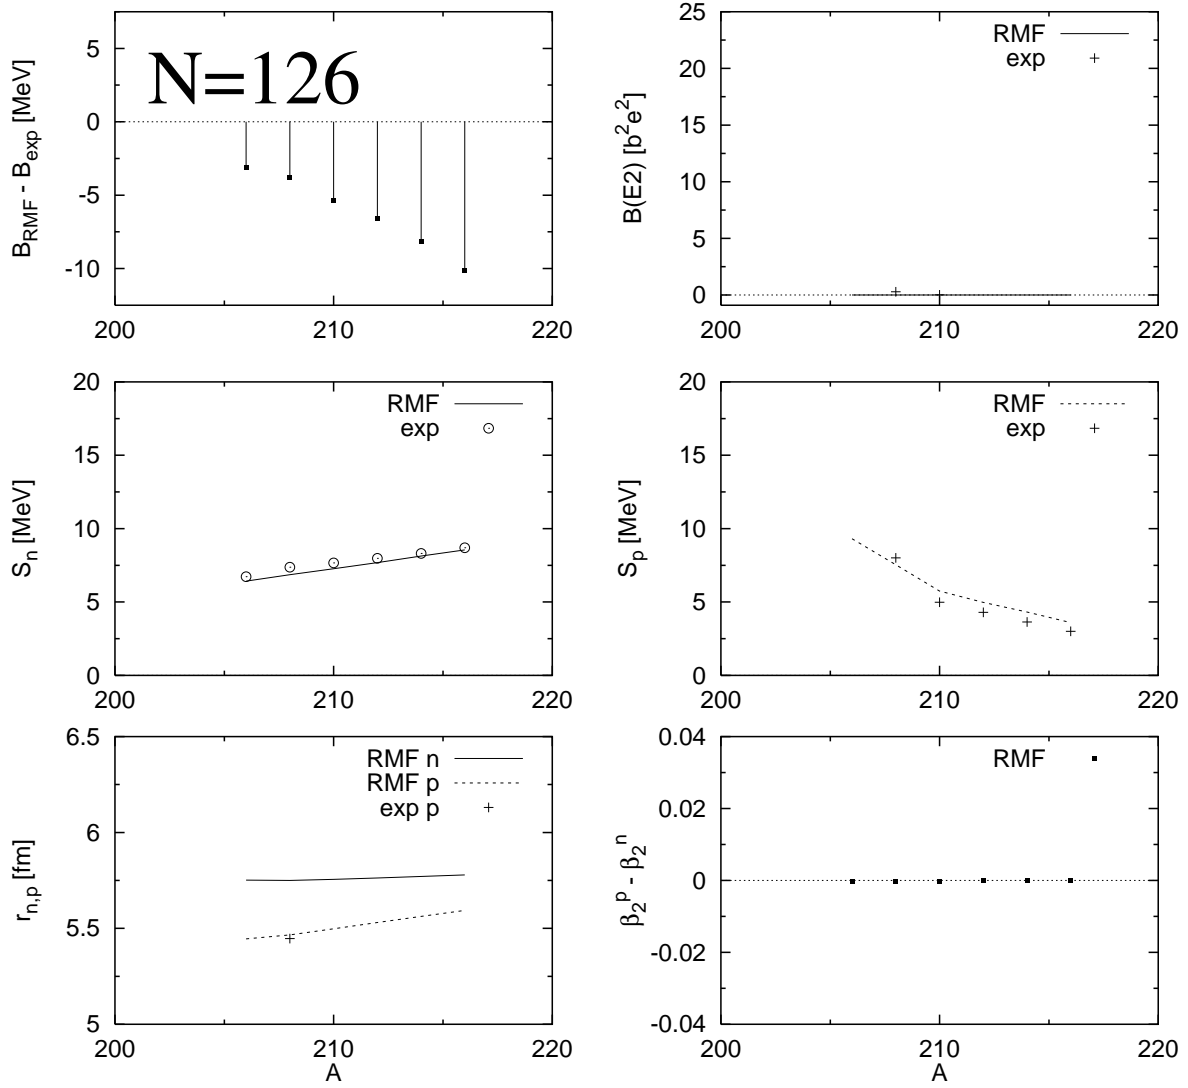 N=126
B_RMF - B_exp [MeV]
5
0
-5
-10
200
210
220
B(E2) [b^2e^2]
25
20
15
10
5
0
RMF
exp
200
210
220
S_n [MeV]
20
15
10
5
0
RMF
exp
200
210
220
S_p [MeV]
20
15
10
5
0
RMF
exp
200
210
220
r_n,p [fm]
6.5
6
5.5
5
RMF n
RMF p
exp p
200
210
220
A
β_2^p - β_2^n
0.04
0.02
0
-0.02
-0.04
RMF
200
210
220
A